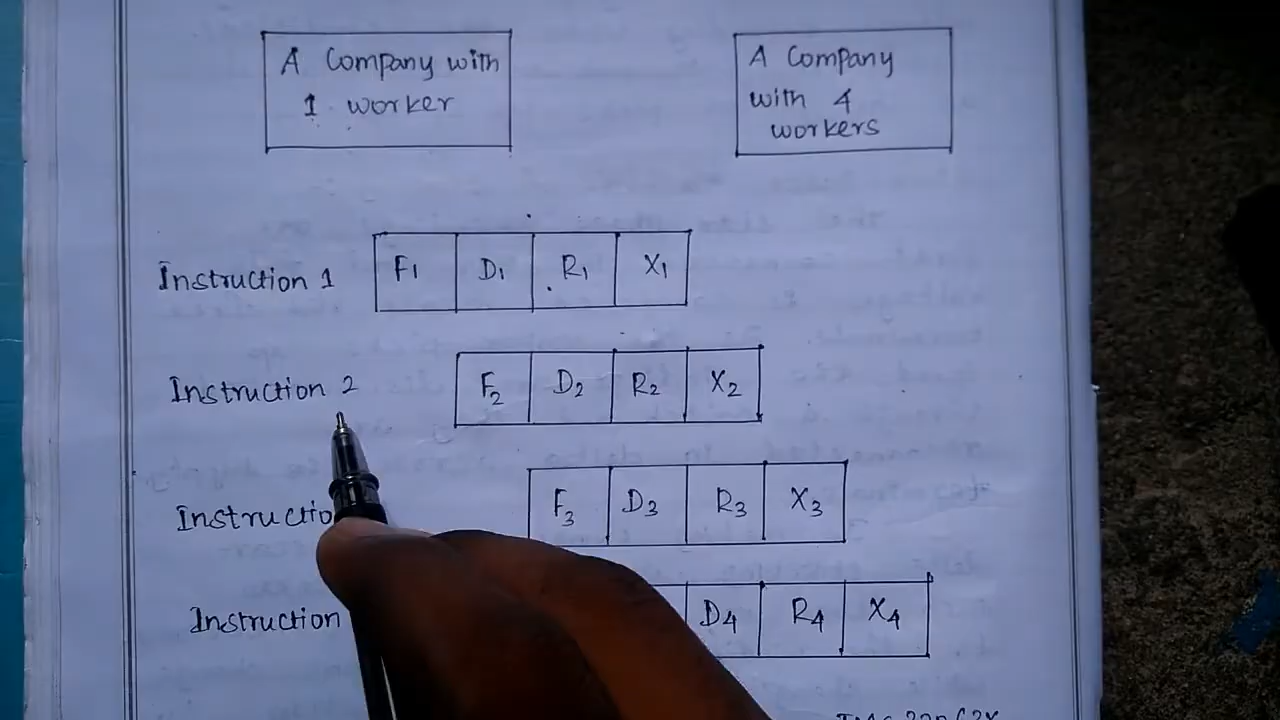 A Company with
1 worker
A Company
with 4
workers
Instruction 1 F1 D1 R1 X1
Instruction 2 F2 D2 R2 X2
F3 D3 R3 X3
Instruction D4 R4 X4